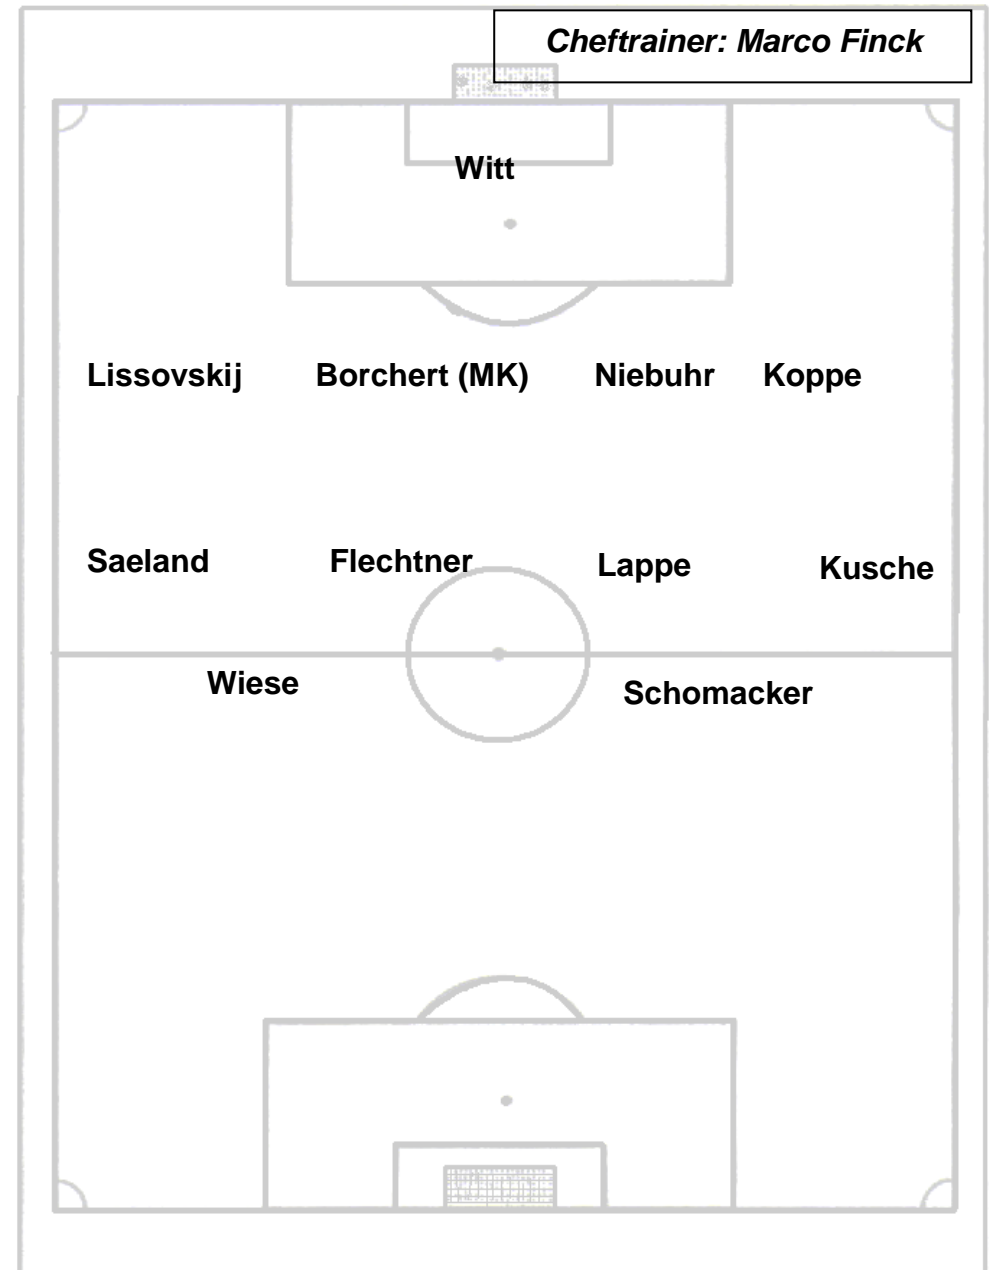 Cheftrainer: Marco Finck
Witt
Lissovskij Borchert (MK) Niebuhr Koppe
Saeland Flechtner Lappe Kusche
Wiese Schomacker